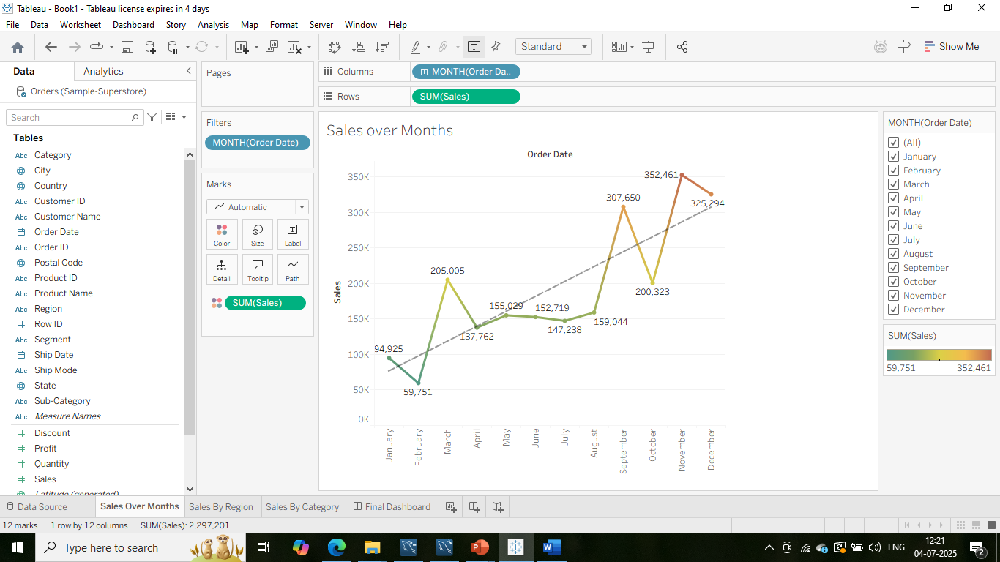 Tableau - Book1 - Tableau license expires in 4 days
File Data Worksheet Dashboard Story Analysis Map Format Server Window Help
Standard
Show Me
Data Analytics
Orders (Sample-Superstore)
Search
Tables
Abc Category
City
Country
Abc Customer ID
Abc Customer Name
Order Date
Abc Order ID
Postal Code
Abc Product ID
Abc Product Name
Abc Region
# Row ID
Abc Segment
Ship Date
Abc Ship Mode
State
Abc Sub-Category
Abc Measure Names
# Discount
# Profit
# Quantity
# Sales
Latitude (generated)
Pages
Filters
MONTH(Order Date)
Marks
Automatic
Color Size Label
Detail Tooltip Path
SUM(Sales)
Columns MONTH(Order Da..
Rows SUM(Sales)
Sales over Months
Order Date
350K
300K
250K
200K
150K
100K
50K
0K
Sales
94,925
59,751
205,005
137,762
155,029
152,719
147,238
159,044
307,650
200,323
352,461
325,294
January
February
March
April
May
June
July
August
September
October
November
December
MONTH(Order Date)
(All)
January
February
March
April
May
June
July
August
September
October
November
December
SUM(Sales)
59,751 352,461
Data Source Sales Over Months Sales By Region Sales By Category Final Dashboard
12 marks 1 row by 12 columns SUM(Sales): 2,297,201
Type here to search
ENG
12:21
04-07-2025
2